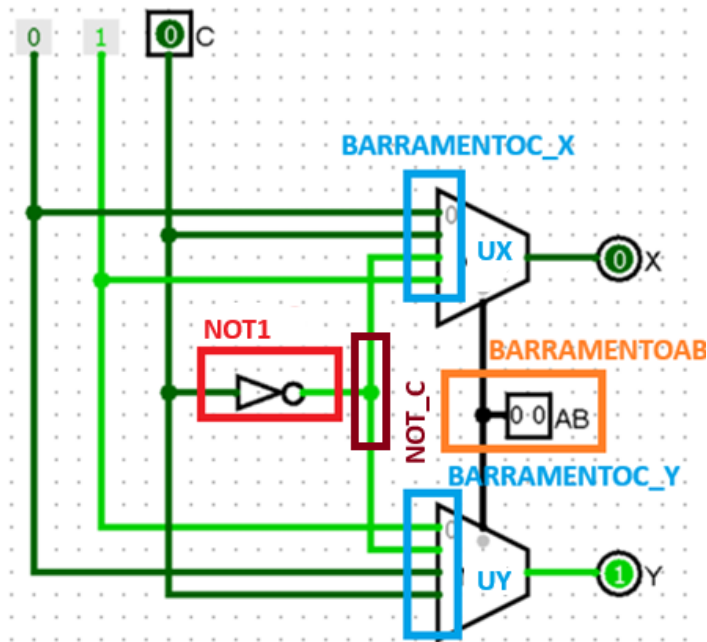 0 1 0 C
BARRAMENTOC_X
0
UX
0 X
NOT1
BARRAMENTOAB
0 0 AB
NOT_C
BARRAMENTOC_Y
0
UY
1 Y